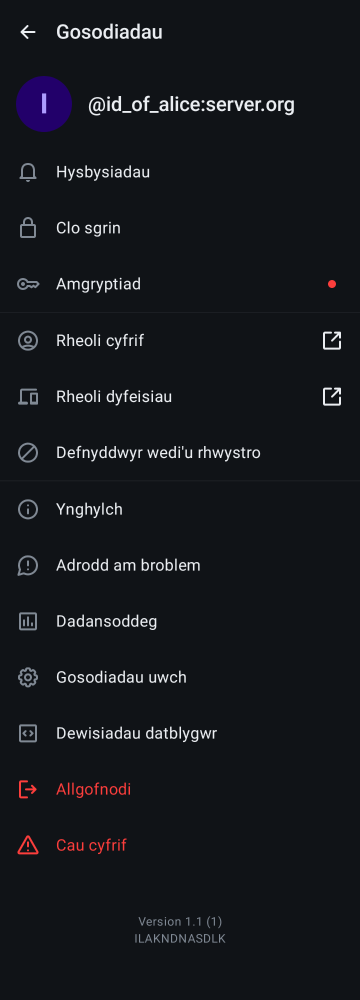 Gosodiadau
I
@id_of_alice:server.org
Hysbysiadau
Clo sgrin
Amgryptiad
Rheoli cyfrif
Rheoli dyfeisiau
Defnyddwyr wedi'u rhwystro
Ynghylch
Adrodd am broblem
Dadansoddeg
Gosodiadau uwch
Dewisiadau datblygwr
Allgofnodi
Cau cyfrif
Version 1.1 (1)
ILAKNDNASDLK